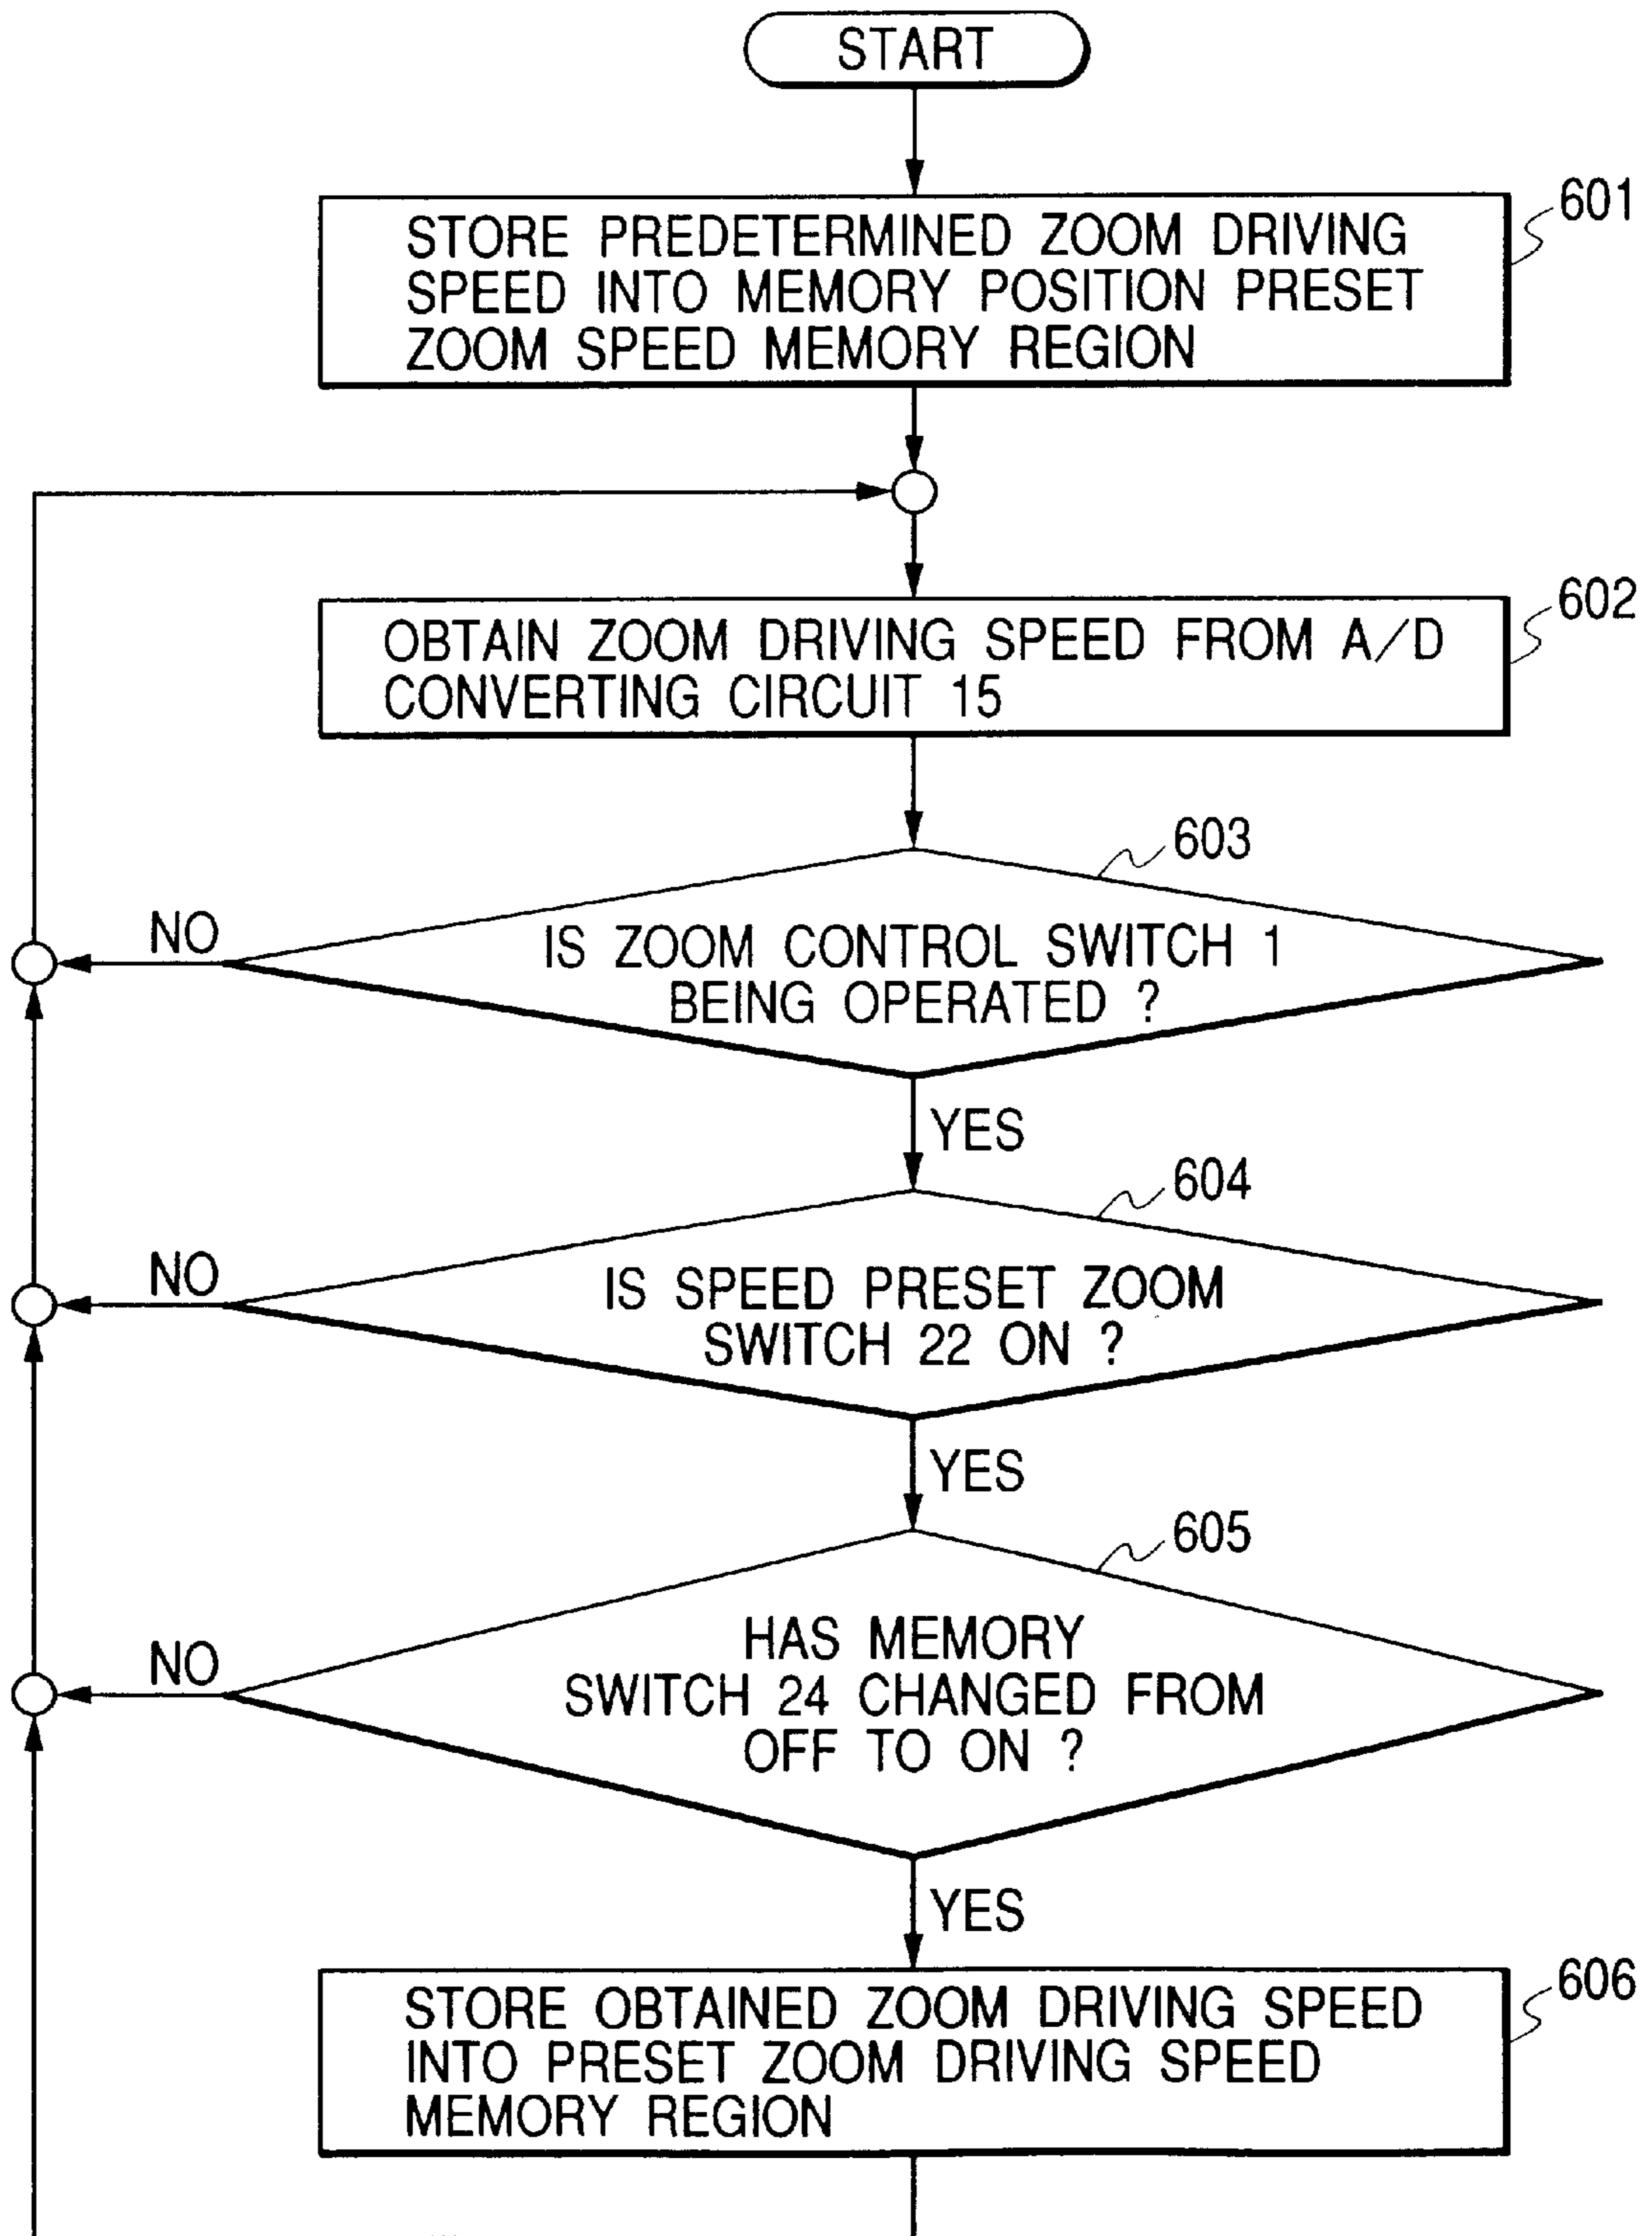 START
601
STORE PREDETERMINED ZOOM DRIVING
SPEED INTO MEMORY POSITION PRESET
ZOOM SPEED MEMORY REGION
602
OBTAIN ZOOM DRIVING SPEED FROM A/D
CONVERTING CIRCUIT 15
603
NO
IS ZOOM CONTROL SWITCH 1
BEING OPERATED ?
YES
604
NO
IS SPEED PRESET ZOOM
SWITCH 22 ON ?
YES
605
HAS MEMORY
NO
SWITCH 24 CHANGED FROM
OFF TO ON ?
YES
606
STORE OBTAINED ZOOM DRIVING SPEED
INTO PRESET ZOOM DRIVING SPEED
MEMORY REGION